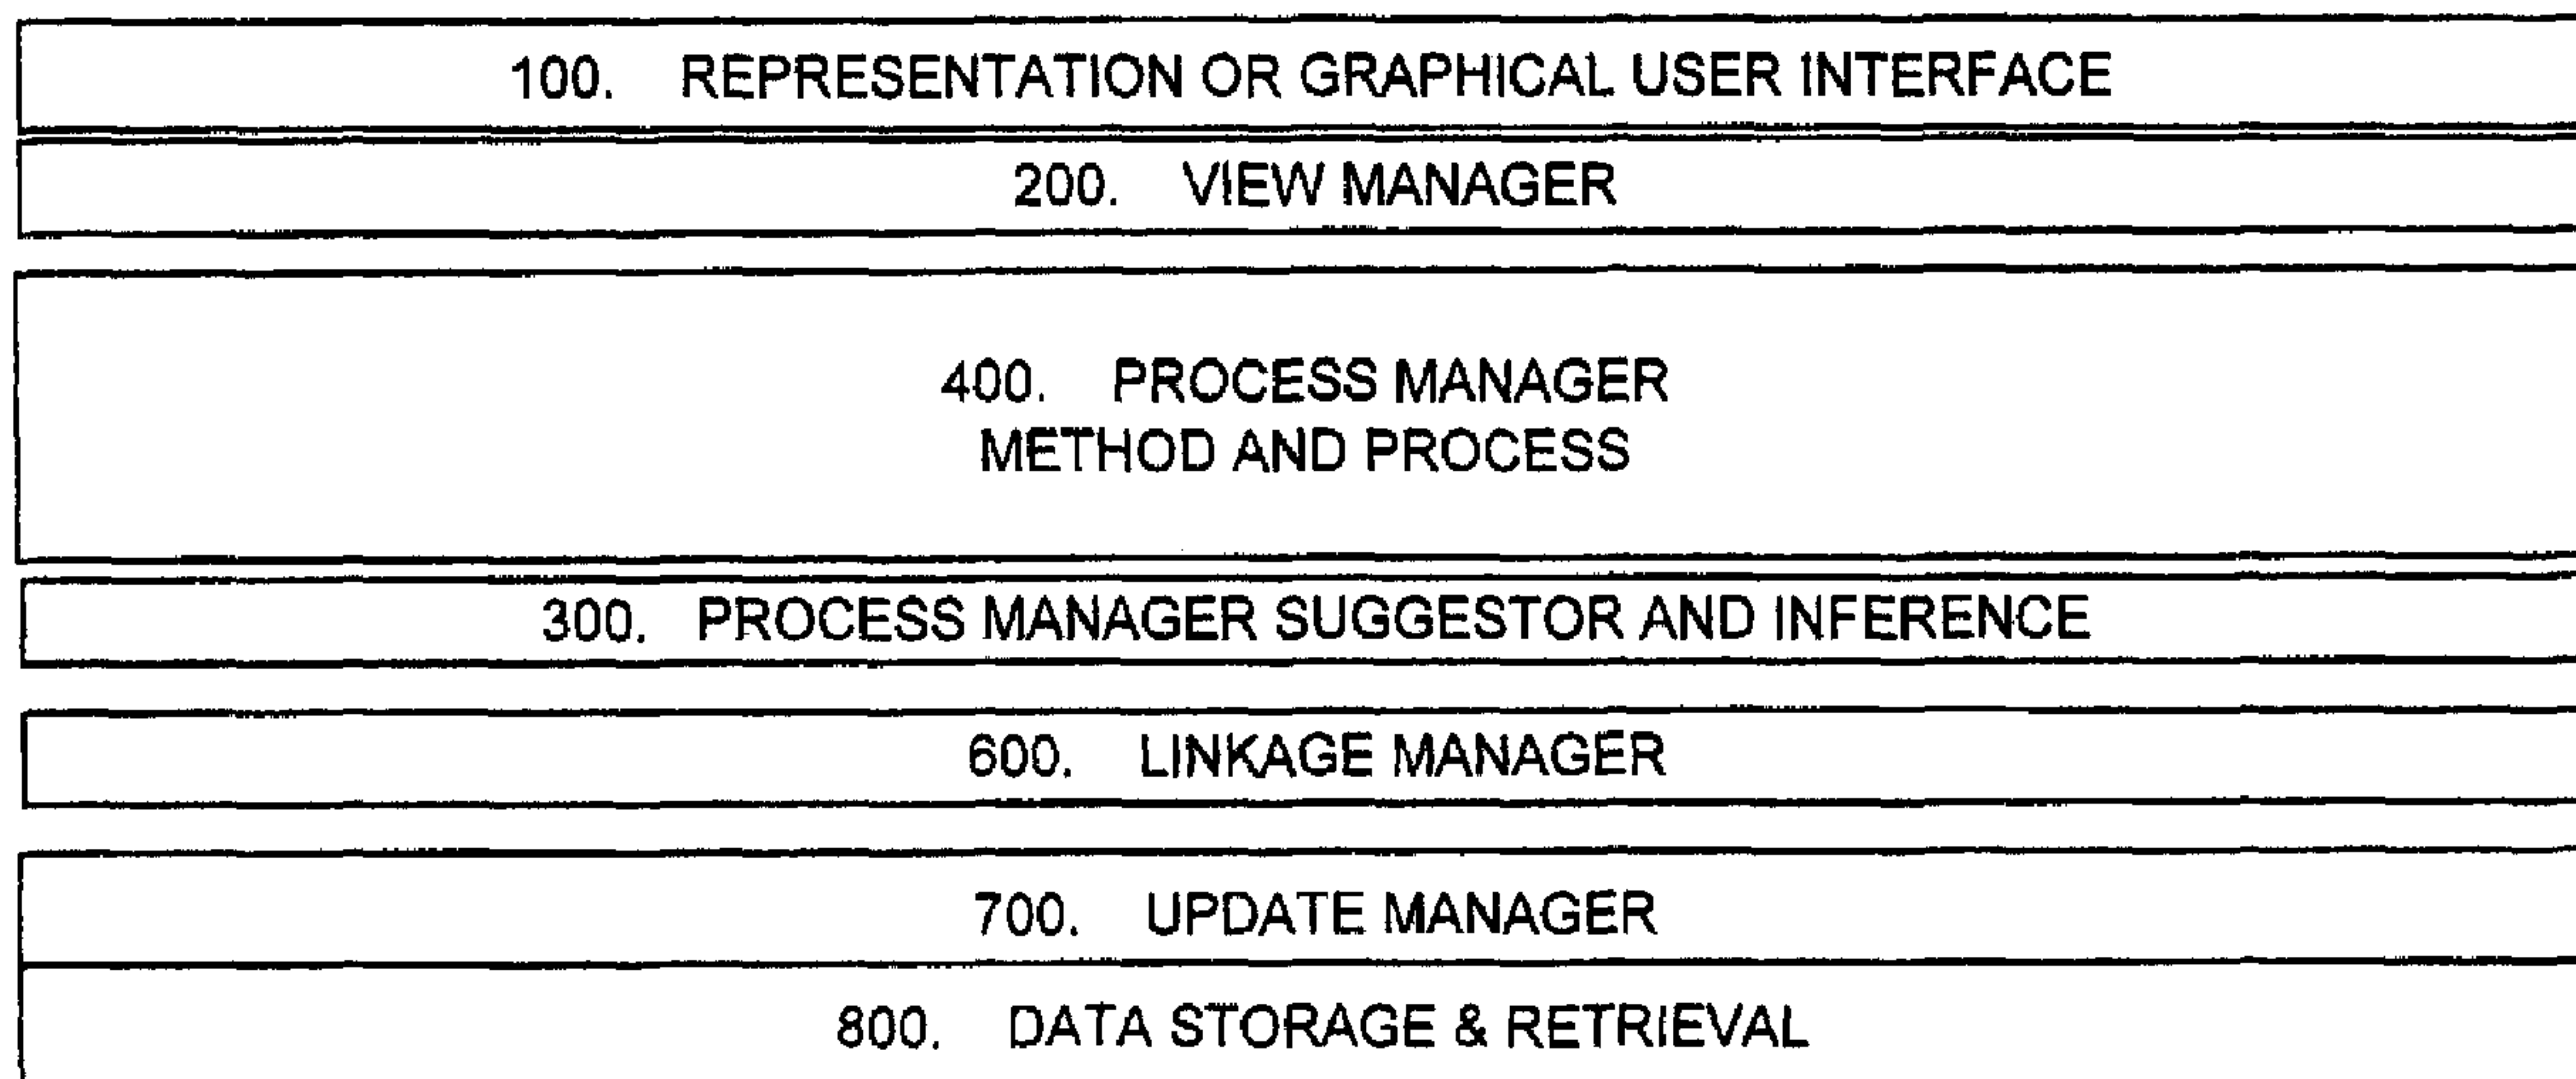 100. REPRESENTATION OR GRAPHICAL USER INTERFACE
200. VIEW MANAGER
400. PROCESS MANAGER
METHOD AND PROCESS
300. PROCESS MANAGER SUGGESTOR AND INFERENCE
600. LINKAGE MANAGER
700. UPDATE MANAGER
800. DATA STORAGE & RETRIEVAL